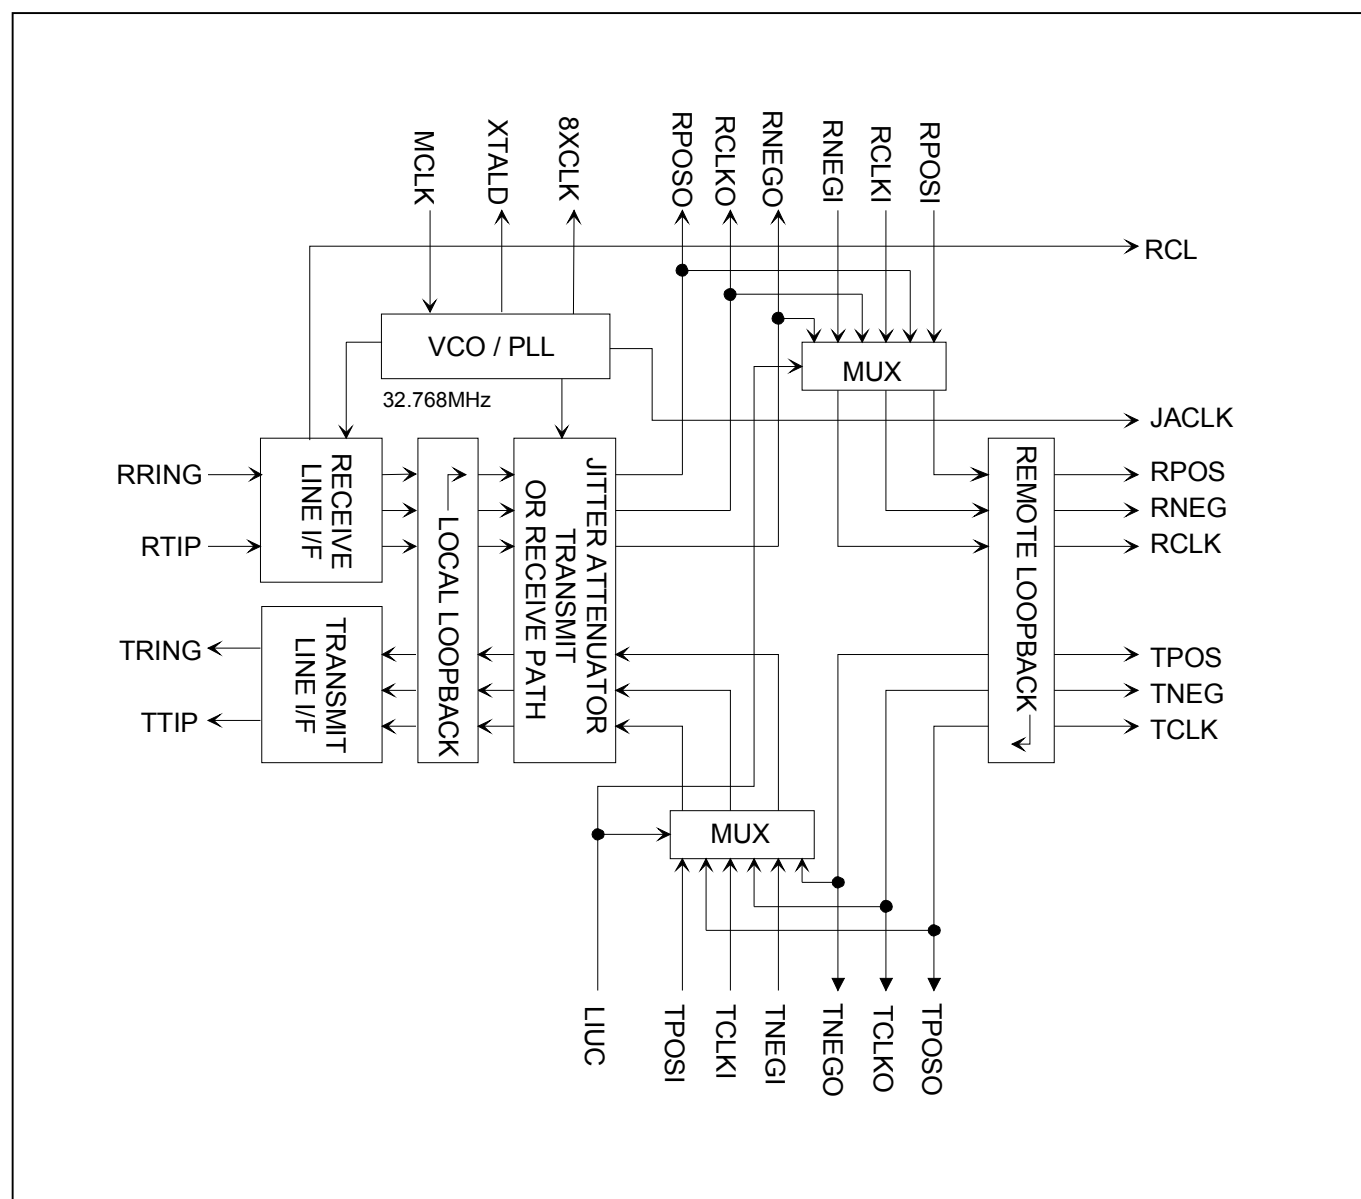 MCLK
XTALD
8XCLK
RPOSO
RCLKO
RNEGO
RNEGI
RCLKI
RPOSI
RCL
VCO / PLL
32.768MHz
MUX
JACLK
RRING
RTIP
RECEIVE
LINE I/F
LOCAL LOOPBACK
JITTER ATTENUATOR
TRANSMIT
OR RECEIVE PATH
REMOTE LOOPBACK
RPOS
RNEG
RCLK
TRING
TTIP
TRANSMIT
LINE I/F
TPOS
TNEG
TCLK
MUX
LIUC
TPOSI
TCLKI
TNEGI
TNEGO
TCLKO
TPOSO